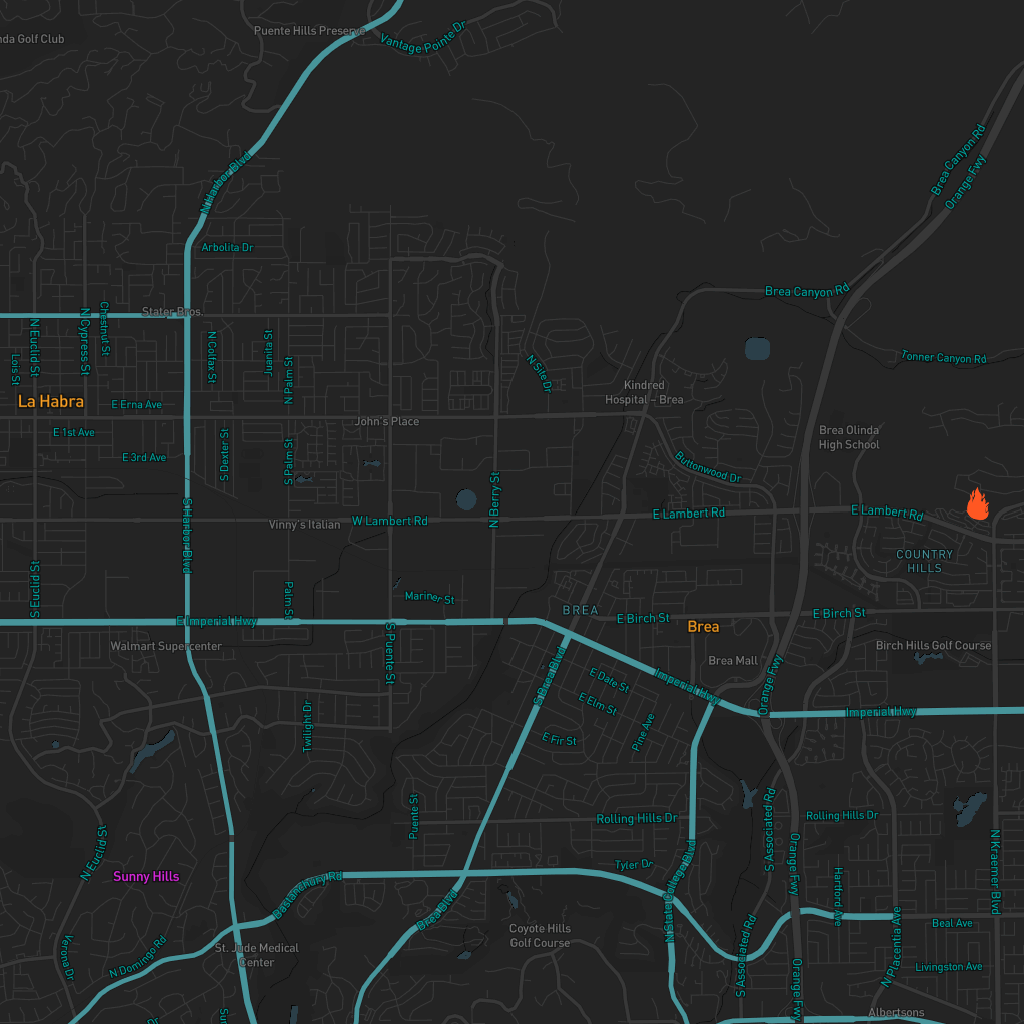 Puente Hills Preserve
Vantage Pointe Dr
nda Golf Club
Brea Canyon Rd
Orange Fwy
N Harbor Blvd
Arbolita Dr
Brea Canyon Rd
Stater Bros.
Chestnut St
N Cypress St
N Euclid St
Lois St
N Colfax St
Juanita St
N Palm St
Tonner Canyon Rd
N Site Dr
Kindred
Hospital – Brea
La Habra
E Erna Ave
John's Place
E 1st Ave
Brea Olinda
High School
S Dexter St
S Palm St
E 3rd Ave
Buttonwood Dr
N Berry St
S Harbor Blvd
Vinny's Italian
W Lambert Rd
E Lambert Rd
E Lambert Rd
COUNTRY
HILLS
S Euclid St
Palm St
Mariner St
BREA
E Birch St
E Birch St
E Imperial Hwy
Brea
Walmart Supercenter
S Puente St
Birch Hills Golf Course
Brea Mall
S Brea Blvd
E Date St
Imperial Hwy
Orange Fwy
E Elm St
Imperial Hwy
Twilight Dr
Pine Ave
E Fir St
Puente St
Rolling Hills Dr
S Associated Rd
Rolling Hills Dr
N Euclid St
Orange Fwy
N Kraemer Blvd
Tyler Dr
Sunny Hills
Bastanchury Rd
N State College Blvd
Hartford Ave
Brea Blvd
Beal Ave
Coyote Hills
Golf Course
St. Jude Medical
Center
N Domingo Rd
Verona Dr
S Associated Rd
N Placentia Ave
Livingston Ave
Orange Fwy
Albertsons
Dr
Sun